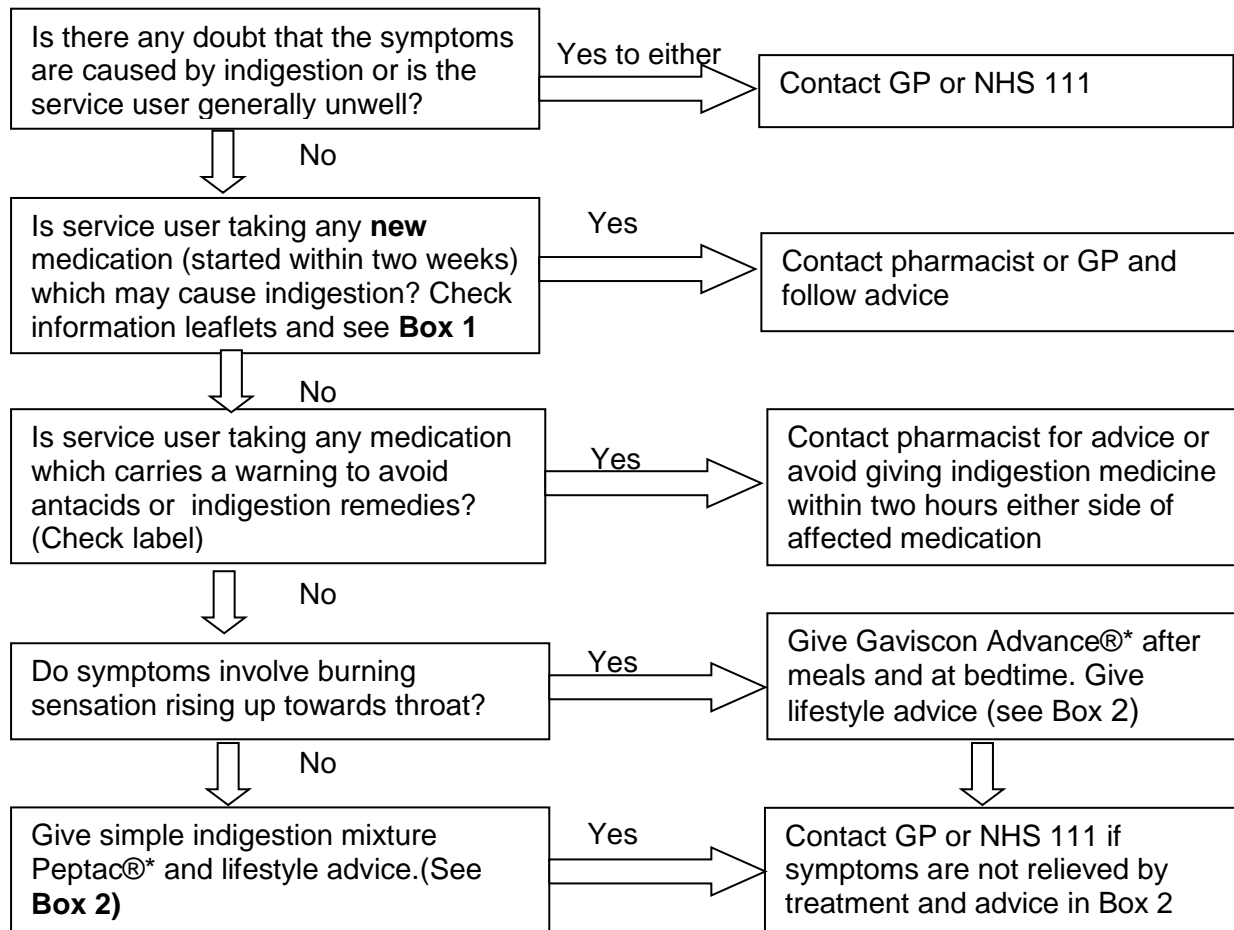 Is there any doubt that the symptoms
are caused by indigestion or is the
service user generally unwell?
Yes to either
Contact GP or NHS 111
No
Is service user taking any new
medication (started within two weeks)
which may cause indigestion? Check
information leaflets and see Box 1
Yes
Contact pharmacist or GP and
follow advice
No
Is service user taking any medication
which carries a warning to avoid
antacids or indigestion remedies?
(Check label)
Yes
Contact pharmacist for advice or
avoid giving indigestion medicine
within two hours either side of
affected medication
No
Do symptoms involve burning
sensation rising up towards throat?
Yes
Give Gaviscon Advance®* after
meals and at bedtime. Give
lifestyle advice (see Box 2)
No
Give simple indigestion mixture
Peptac®* and lifestyle advice.(See
Box 2)
Yes
Contact GP or NHS 111 if
symptoms are not relieved by
treatment and advice in Box 2